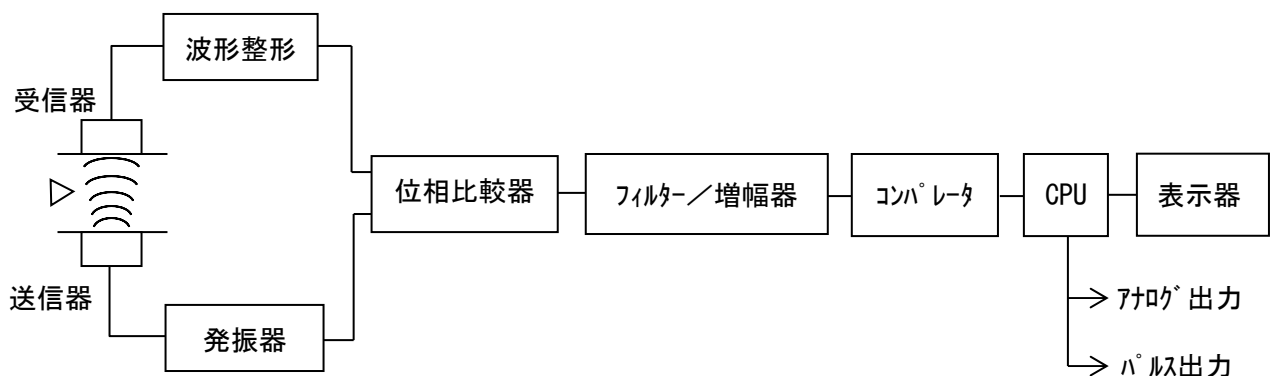 波形整形
受信器
位相比較器
フィルター／増幅器
コンパレータ
CPU
表示器
送信器
発振器
アナログ出力
パルス出力